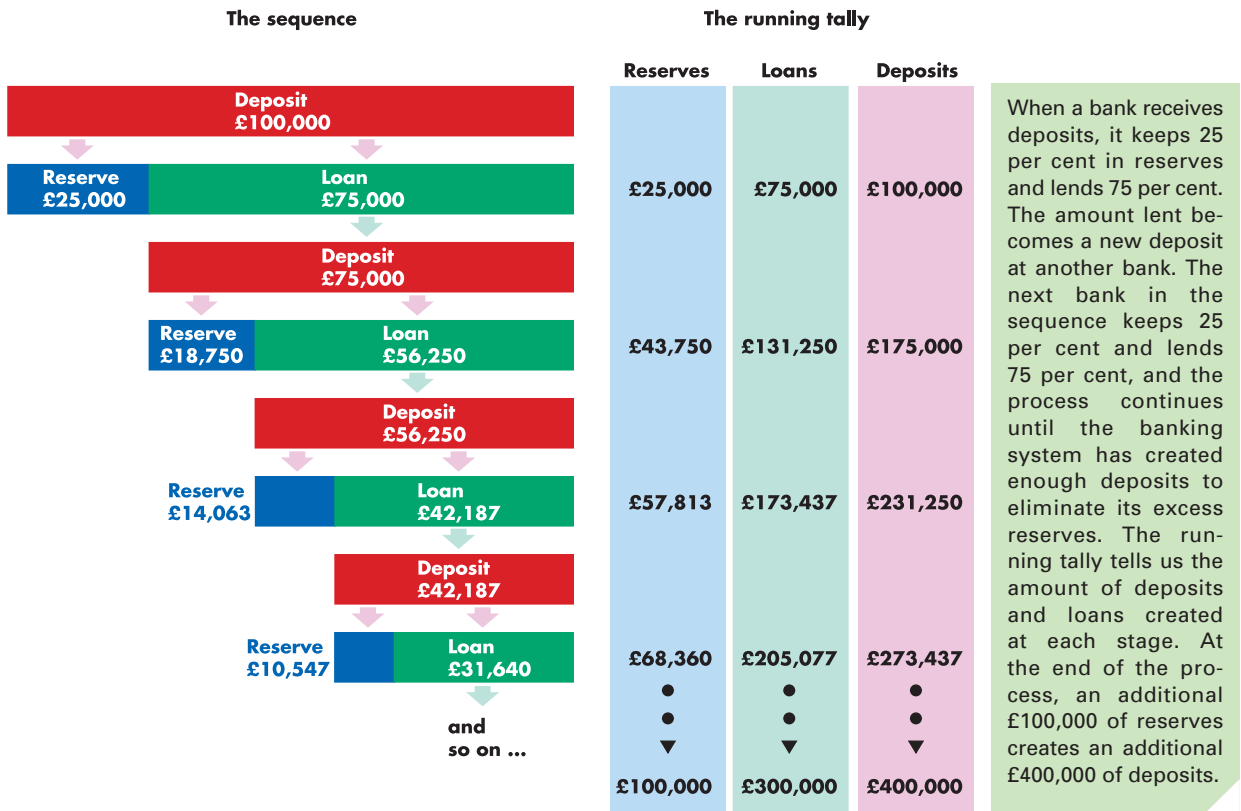 The sequence
The running tally
Reserves Loans Deposits
Deposit
£100,000
Reserve
£25,000
Loan
£75,000
£25,000 £75,000 £100,000
Deposit
£75,000
Reserve
£18,750
Loan
£56,250
£43,750 £131,250 £175,000
Deposit
£56,250
Reserve
£14,063
Loan
£42,187
£57,813 £173,437 £231,250
Deposit
£42,187
Reserve
£10,547
Loan
£31,640
£68,360 £205,077 £273,437
and
so on ...
£100,000 £300,000 £400,000
When a bank receives
deposits, it keeps 25
per cent in reserves
and lends 75 per cent.
The amount lent be-
comes a new deposit
at another bank. The
next bank in the
sequence keeps 25
per cent and lends
75 per cent, and the
process continues
until the banking
system has created
enough deposits to
eliminate its excess
reserves. The run-
ning tally tells us the
amount of deposits
and loans created
at each stage. At
the end of the pro-
cess, an additional
£100,000 of reserves
creates an additional
£400,000 of deposits.